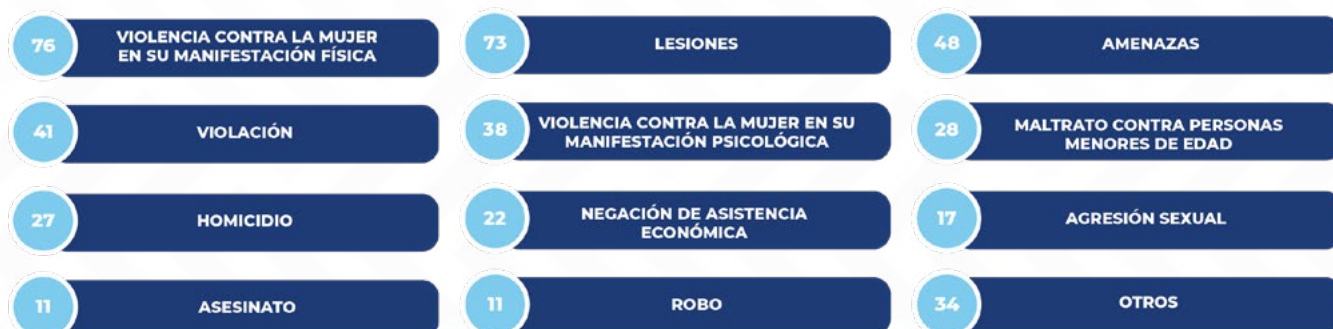 76
VIOLENCIA CONTRA LA MUJER
EN SU MANIFESTACIÓN FÍSICA
73
LESIONES
48
AMENAZAS
41
VIOLACIÓN
38
VIOLENCIA CONTRA LA MUJER EN SU
MANIFESTACIÓN PSICOLÓGICA
28
MALTRATO CONTRA PERSONAS
MENORES DE EDAD
27
HOMICIDIO
22
NEGACIÓN DE ASISTENCIA
ECONÓMICA
17
AGRESIÓN SEXUAL
11
ASESINATO
11
ROBO
34
OTROS